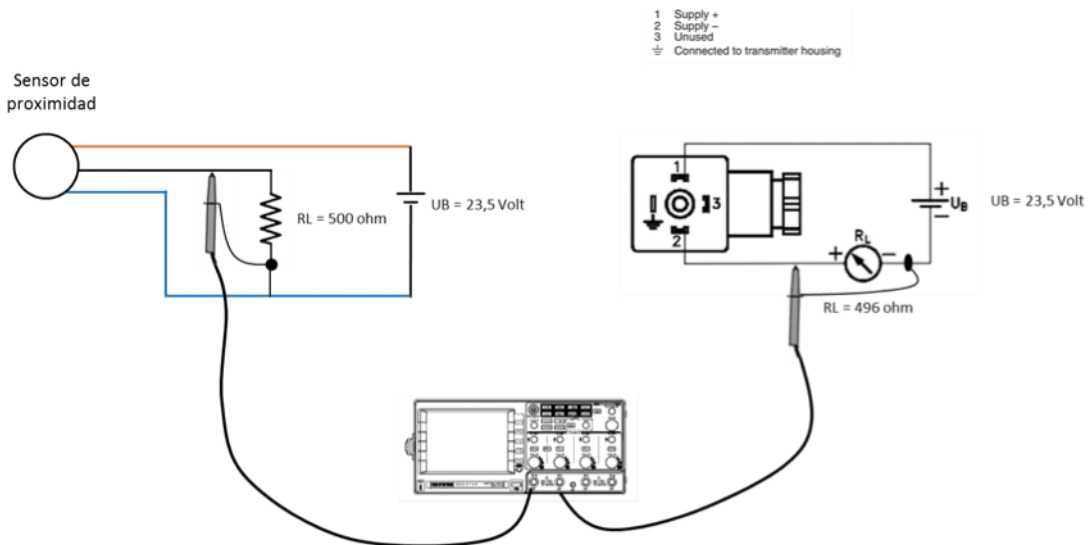 1 Supply +
2 Supply –
3 Unused
⏚ Connected to transmitter housing
Sensor de
proximidad
RL = 500 ohm
UB = 23,5 Volt
1
3
2
+
UB
–
UB = 23,5 Volt
RL
+ –
RL = 496 ohm